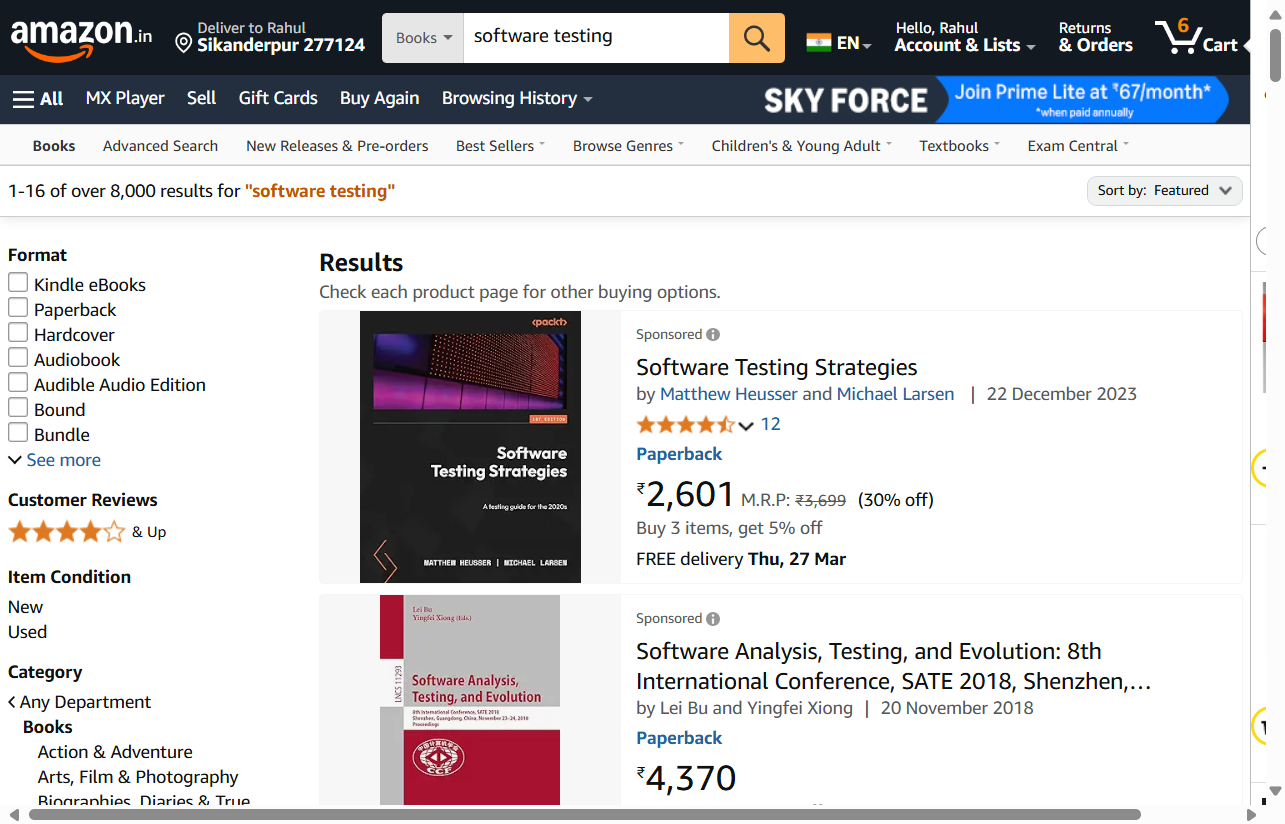 amazon.in
Deliver to Rahul
Sikanderpur 277124
Books
software testing
EN
Hello, Rahul
Account & Lists
Returns
& Orders
6
Cart
All
MX Player
Sell
Gift Cards
Buy Again
Browsing History
SKY FORCE
Join Prime Lite at ₹67/month*
*when paid annually
Books
Advanced Search
New Releases & Pre-orders
Best Sellers
Browse Genres
Children's & Young Adult
Textbooks
Exam Central
1-16 of over 8,000 results for "software testing"
Sort by: Featured
Format
Kindle eBooks
Paperback
Hardcover
Audiobook
Audible Audio Edition
Bound
Bundle
See more
Customer Reviews
& Up
Item Condition
New
Used
Category
Any Department
Books
Action & Adventure
Arts, Film & Photography
Biographies, Diaries & True
Results
Check each product page for other buying options.
<packt>
1ST EDITION
Software
Testing Strategies
A testing guide for the 2020s
MATTHEW HEUSSER | MICHAEL LARSEN
Sponsored
Software Testing Strategies
by Matthew Heusser and Michael Larsen | 22 December 2023
12
Paperback
₹2,601 M.R.P: ₹3,699 (30% off)
Buy 3 items, get 5% off
FREE delivery Thu, 27 Mar
Lei Bu
Yingfei Xiong (Eds.)
LNCS 11293
Software Analysis,
Testing, and Evolution
8th International Conference, SATE 2018
Shenzhen, Guangdong, China, November 23–24, 2018
Proceedings
CCF
Sponsored
Software Analysis, Testing, and Evolution: 8th
International Conference, SATE 2018, Shenzhen,…
by Lei Bu and Yingfei Xiong | 20 November 2018
Paperback
₹4,370